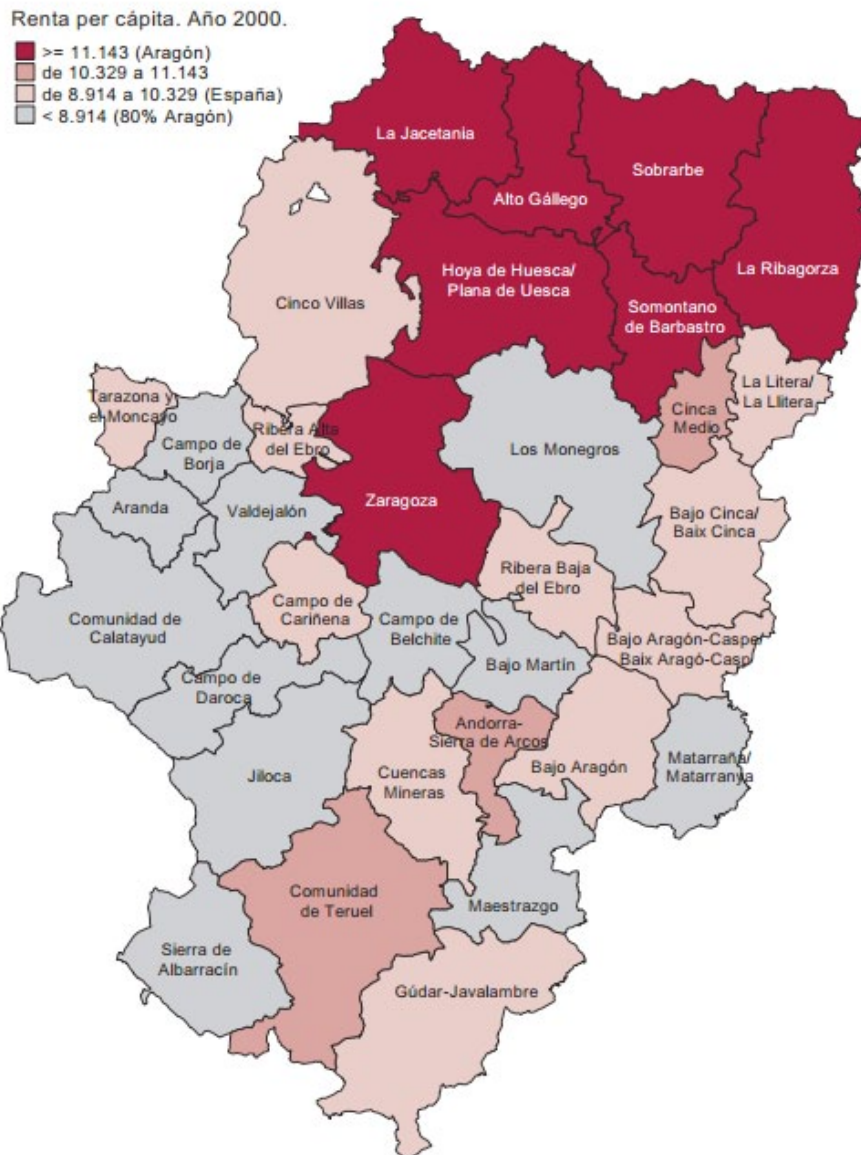 Renta per cápita. Año 2000.
>= 11.143 (Aragón)
de 10.329 a 11.143
de 8.914 a 10.329 (España)
< 8.914 (80% Aragón)
La Jacetania
Sobrarbe
Alto Gállego
La Ribagorza
Hoya de Huesca/
Plana de Uesca
Cinco Villas
Somontano
de Barbastro
La Litera/
La Llitera
Tarazona y
el Moncayo
Cinca
Medio
Ribera Alta
del Ebro
Campo de
Borja
Los Monegros
Zaragoza
Aranda
Valdejalón
Bajo Cinca/
Baix Cinca
Ribera Baja
del Ebro
Campo de
Cariñena
Comunidad de
Calatayud
Campo de
Belchite
Bajo Aragón-Caspe/
Baix Aragó-Casp
Bajo Martín
Campo de
Daroca
Andorra-
Sierra de Arcos
Matarraña/
Matarranya
Bajo Aragón
Jiloca
Cuencas
Mineras
Comunidad
de Teruel
Maestrazgo
Sierra de
Albarracín
Gúdar-Javalambre